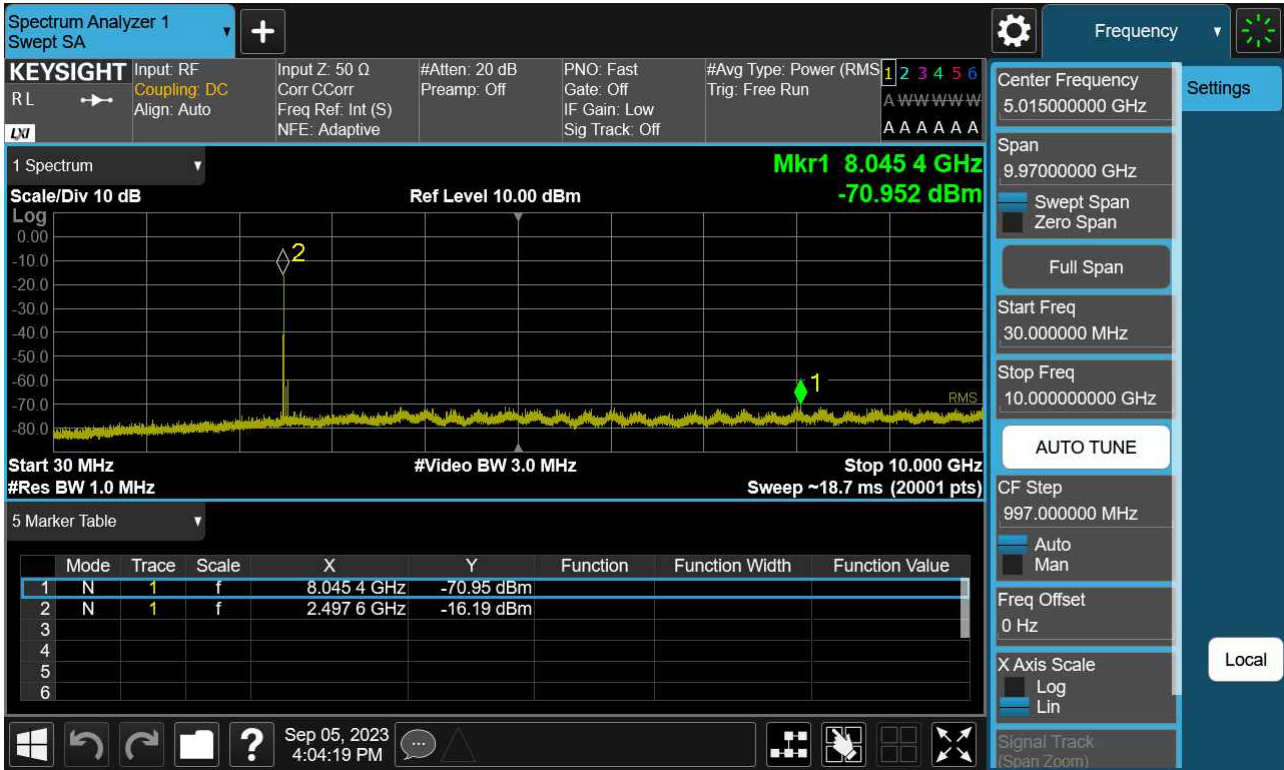 Spectrum Analyzer 1
Swept SA
+
Frequency
KEYSIGHT
R L
LXI
Input: RF
Coupling: DC
Align: Auto
Input Z: 50 Ω
Corr CCorr
Freq Ref: Int (S)
NFE: Adaptive
#Atten: 20 dB
Preamp: Off
PNO: Fast
Gate: Off
IF Gain: Low
Sig Track: Off
#Avg Type: Power (RMS
Trig: Free Run
1 2 3 4 5 6
A W W W W W
A A A A A A
1 Spectrum
Mkr1 8.045 4 GHz
-70.952 dBm
Scale/Div 10 dB
Ref Level 10.00 dBm
Log
0.00
-10.0
-20.0
-30.0
-40.0
-50.0
-60.0
-70.0
-80.0
2
1
RMS
Start 30 MHz
#Video BW 3.0 MHz
Stop 10.000 GHz
#Res BW 1.0 MHz
Sweep ~18.7 ms (20001 pts)
5 Marker Table
Mode Trace Scale X Y Function Function Width Function Value
1 N 1 f 8.045 4 GHz -70.95 dBm
2 N 1 f 2.497 6 GHz -16.19 dBm
3
4
5
6
?
Sep 05, 2023
4:04:19 PM
Center Frequency
5.015000000 GHz
Span
9.97000000 GHz
Swept Span
Zero Span
Full Span
Start Freq
30.000000 MHz
Stop Freq
10.000000000 GHz
AUTO TUNE
CF Step
997.000000 MHz
Auto
Man
Freq Offset
0 Hz
X Axis Scale
Log
Lin
Signal Track
(Span Zoom)
Settings
Local